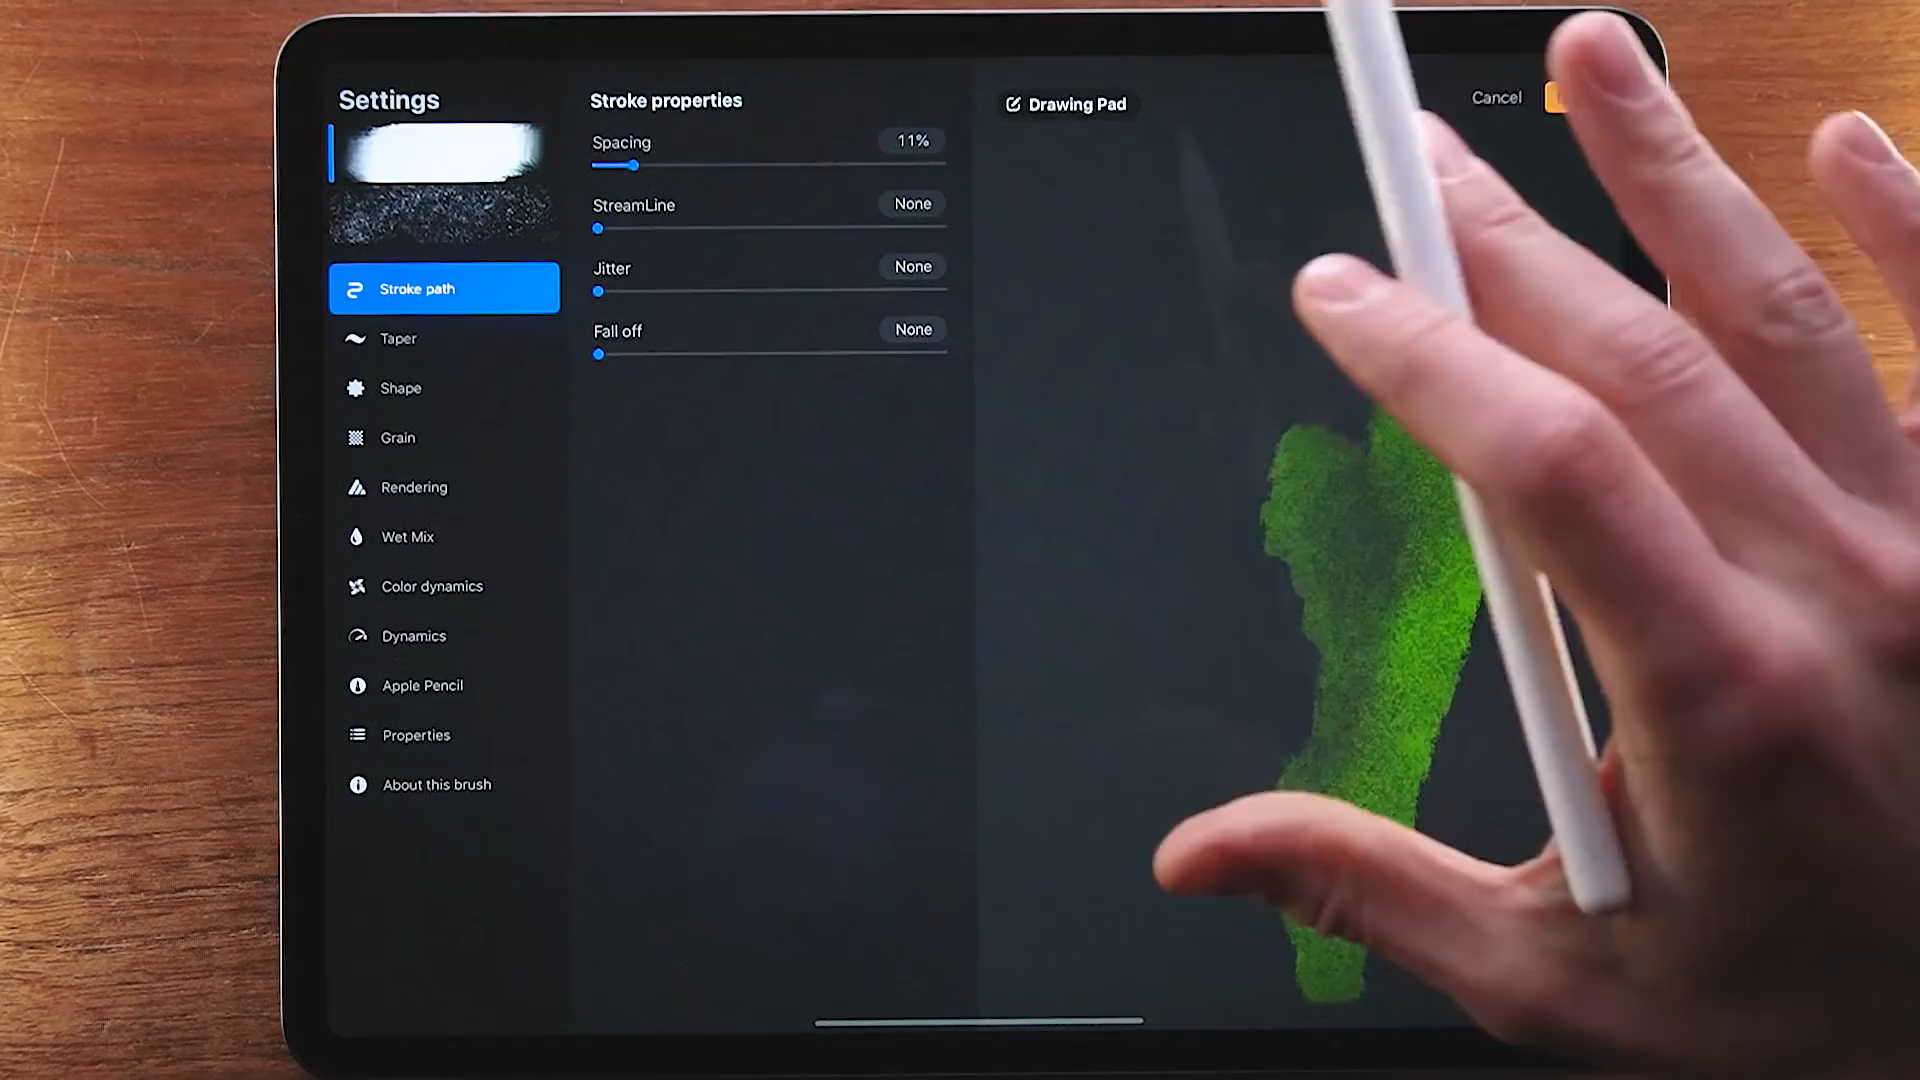 Settings
Stroke path
Taper
Shape
Grain
Rendering
Wet Mix
Color dynamics
Dynamics
Apple Pencil
Properties
About this brush
Stroke properties
Spacing 11%
StreamLine None
Jitter None
Fall off None
Drawing Pad
Cancel